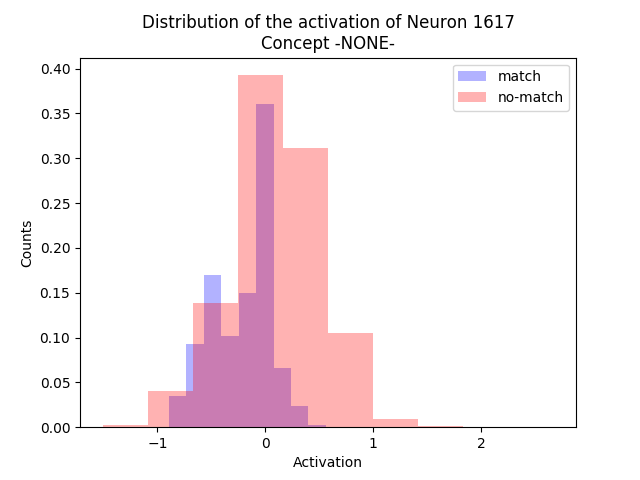 Distribution of the activation of Neuron 1617
Concept -NONE-
match
no-match
0.40
0.35
0.30
0.25
0.20
0.15
0.10
0.05
0.00
Counts
−1
0
1
2
Activation